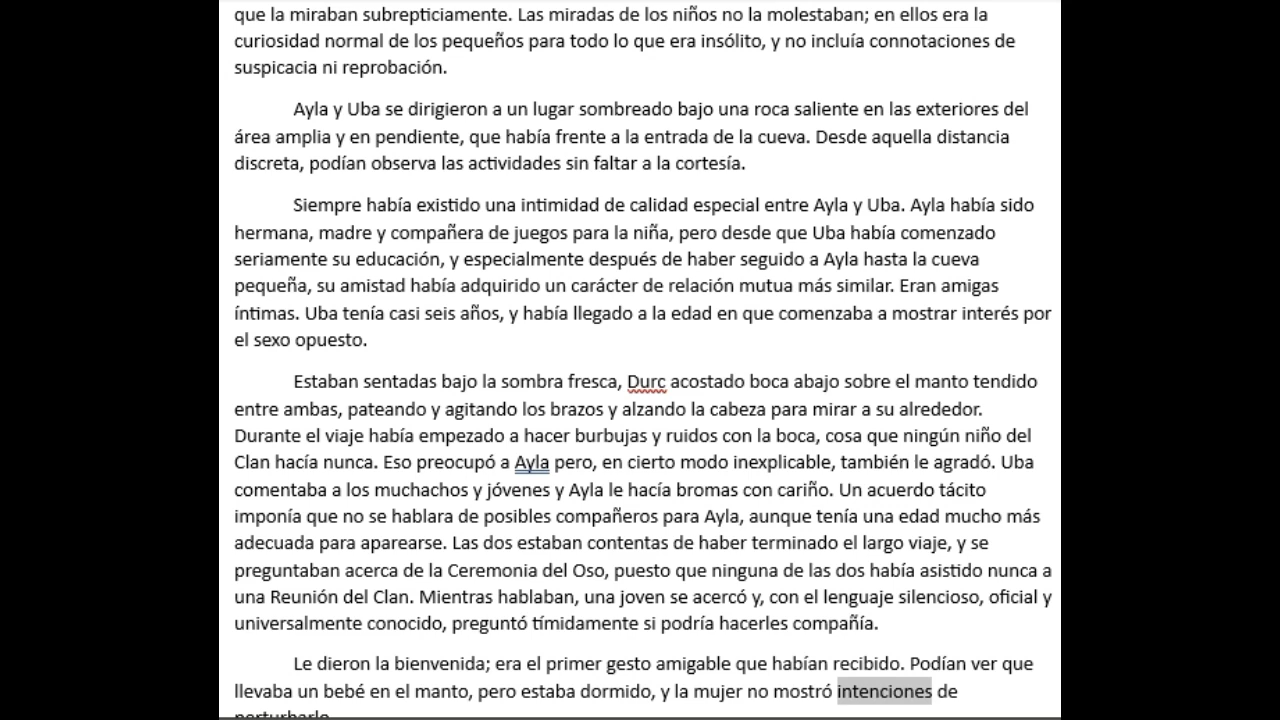 que la miraban subrepticiamente. Las miradas de los niños no la molestaban; en ellos era la
curiosidad normal de los pequeños para todo lo que era insólito, y no incluía connotaciones de
suspicacia ni reprobación.
Ayla y Uba se dirigieron a un lugar sombreado bajo una roca saliente en las exteriores del
área amplia y en pendiente, que había frente a la entrada de la cueva. Desde aquella distancia
discreta, podían observa las actividades sin faltar a la cortesía.
Siempre había existido una intimidad de calidad especial entre Ayla y Uba. Ayla había sido
hermana, madre y compañera de juegos para la niña, pero desde que Uba había comenzado
seriamente su educación, y especialmente después de haber seguido a Ayla hasta la cueva
pequeña, su amistad había adquirido un carácter de relación mutua más similar. Eran amigas
íntimas. Uba tenía casi seis años, y había llegado a la edad en que comenzaba a mostrar interés por
el sexo opuesto.
Estaban sentadas bajo la sombra fresca, Durc acostado boca abajo sobre el manto tendido
entre ambas, pateando y agitando los brazos y alzando la cabeza para mirar a su alrededor.
Durante el viaje había empezado a hacer burbujas y ruidos con la boca, cosa que ningún niño del
Clan hacía nunca. Eso preocupó a Ayla pero, en cierto modo inexplicable, también le agradó. Uba
comentaba a los muchachos y jóvenes y Ayla le hacía bromas con cariño. Un acuerdo tácito
imponía que no se hablara de posibles compañeros para Ayla, aunque tenía una edad mucho más
adecuada para aparearse. Las dos estaban contentas de haber terminado el largo viaje, y se
preguntaban acerca de la Ceremonia del Oso, puesto que ninguna de las dos había asistido nunca a
una Reunión del Clan. Mientras hablaban, una joven se acercó y, con el lenguaje silencioso, oficial y
universalmente conocido, preguntó tímidamente si podría hacerles compañía.
Le dieron la bienvenida; era el primer gesto amigable que habían recibido. Podían ver que
llevaba un bebé en el manto, pero estaba dormido, y la mujer no mostró intenciones de
perturbarlo.